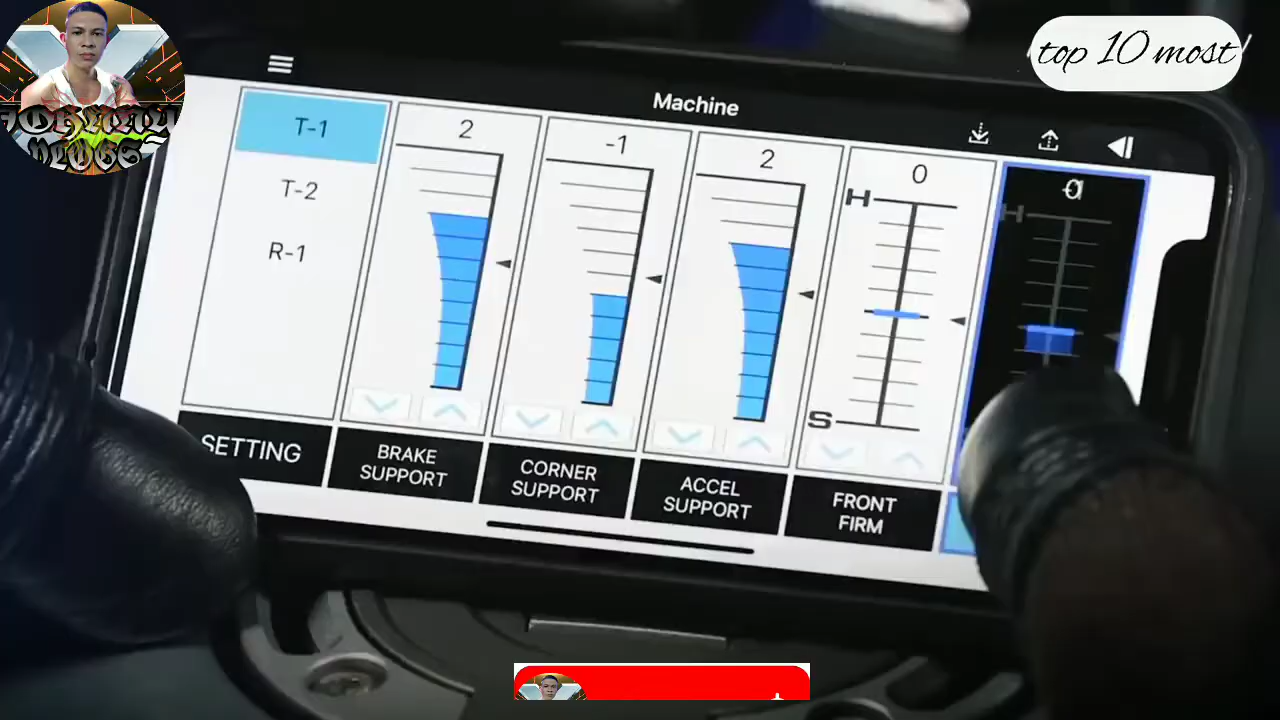 top 10 most
Machine
T-1
T-2
R-1
2
-1
2
0
H
S
H
SETTING
BRAKE
SUPPORT
CORNER
SUPPORT
ACCEL
SUPPORT
FRONT
FIRM
VLOGS